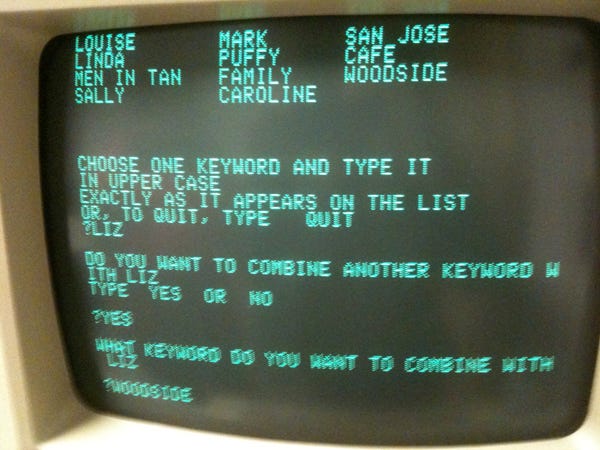 LOUISE MARK SAN JOSE
LINDA PUFFY CAFE
MEN IN TAN FAMILY WOODSIDE
SALLY CAROLINE
CHOOSE ONE KEYWORD AND TYPE IT
IN UPPER CASE
EXACTLY AS IT APPEARS ON THE LIST
OR, TO QUIT, TYPE QUIT
?LIZ
DO YOU WANT TO COMBINE ANOTHER KEYWORD W
ITH LIZ
TYPE YES OR NO
?YES
WHAT KEYWORD DO YOU WANT TO COMBINE WITH
LIZ
?WOODSIDE